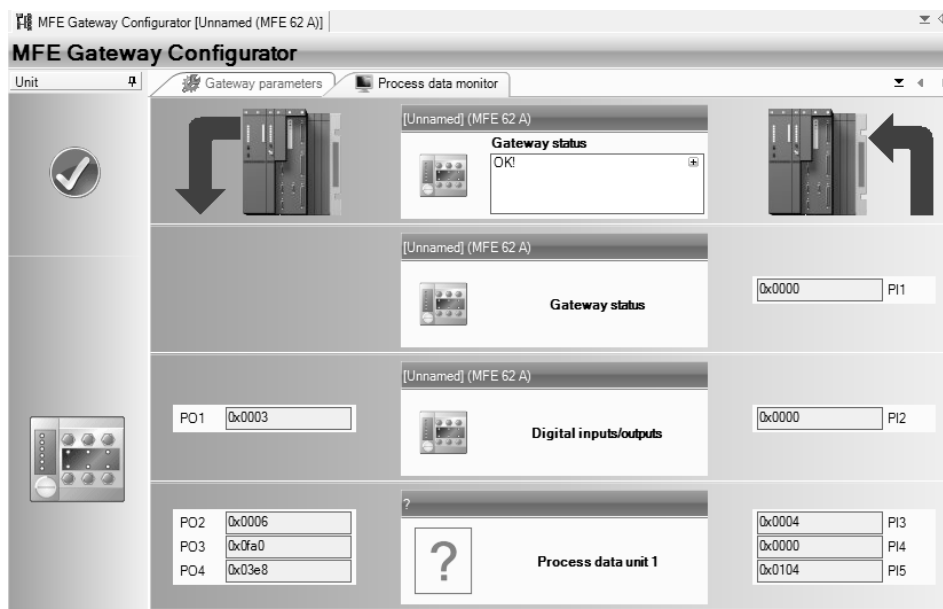 MFE Gateway Configurator [Unnamed (MFE 62 A)]
MFE Gateway Configurator
Unit
Gateway parameters
Process data monitor
[Unnamed] (MFE 62 A)
Gateway status
OK!
[Unnamed] (MFE 62 A)
Gateway status
0x0000 PI1
[Unnamed] (MFE 62 A)
PO1 0x0003
Digital inputs/outputs
0x0000 PI2
?
PO2 0x0006
PO3 0x0fa0
PO4 0x03e8
?
Process data unit 1
0x0004 PI3
0x0000 PI4
0x0104 PI5